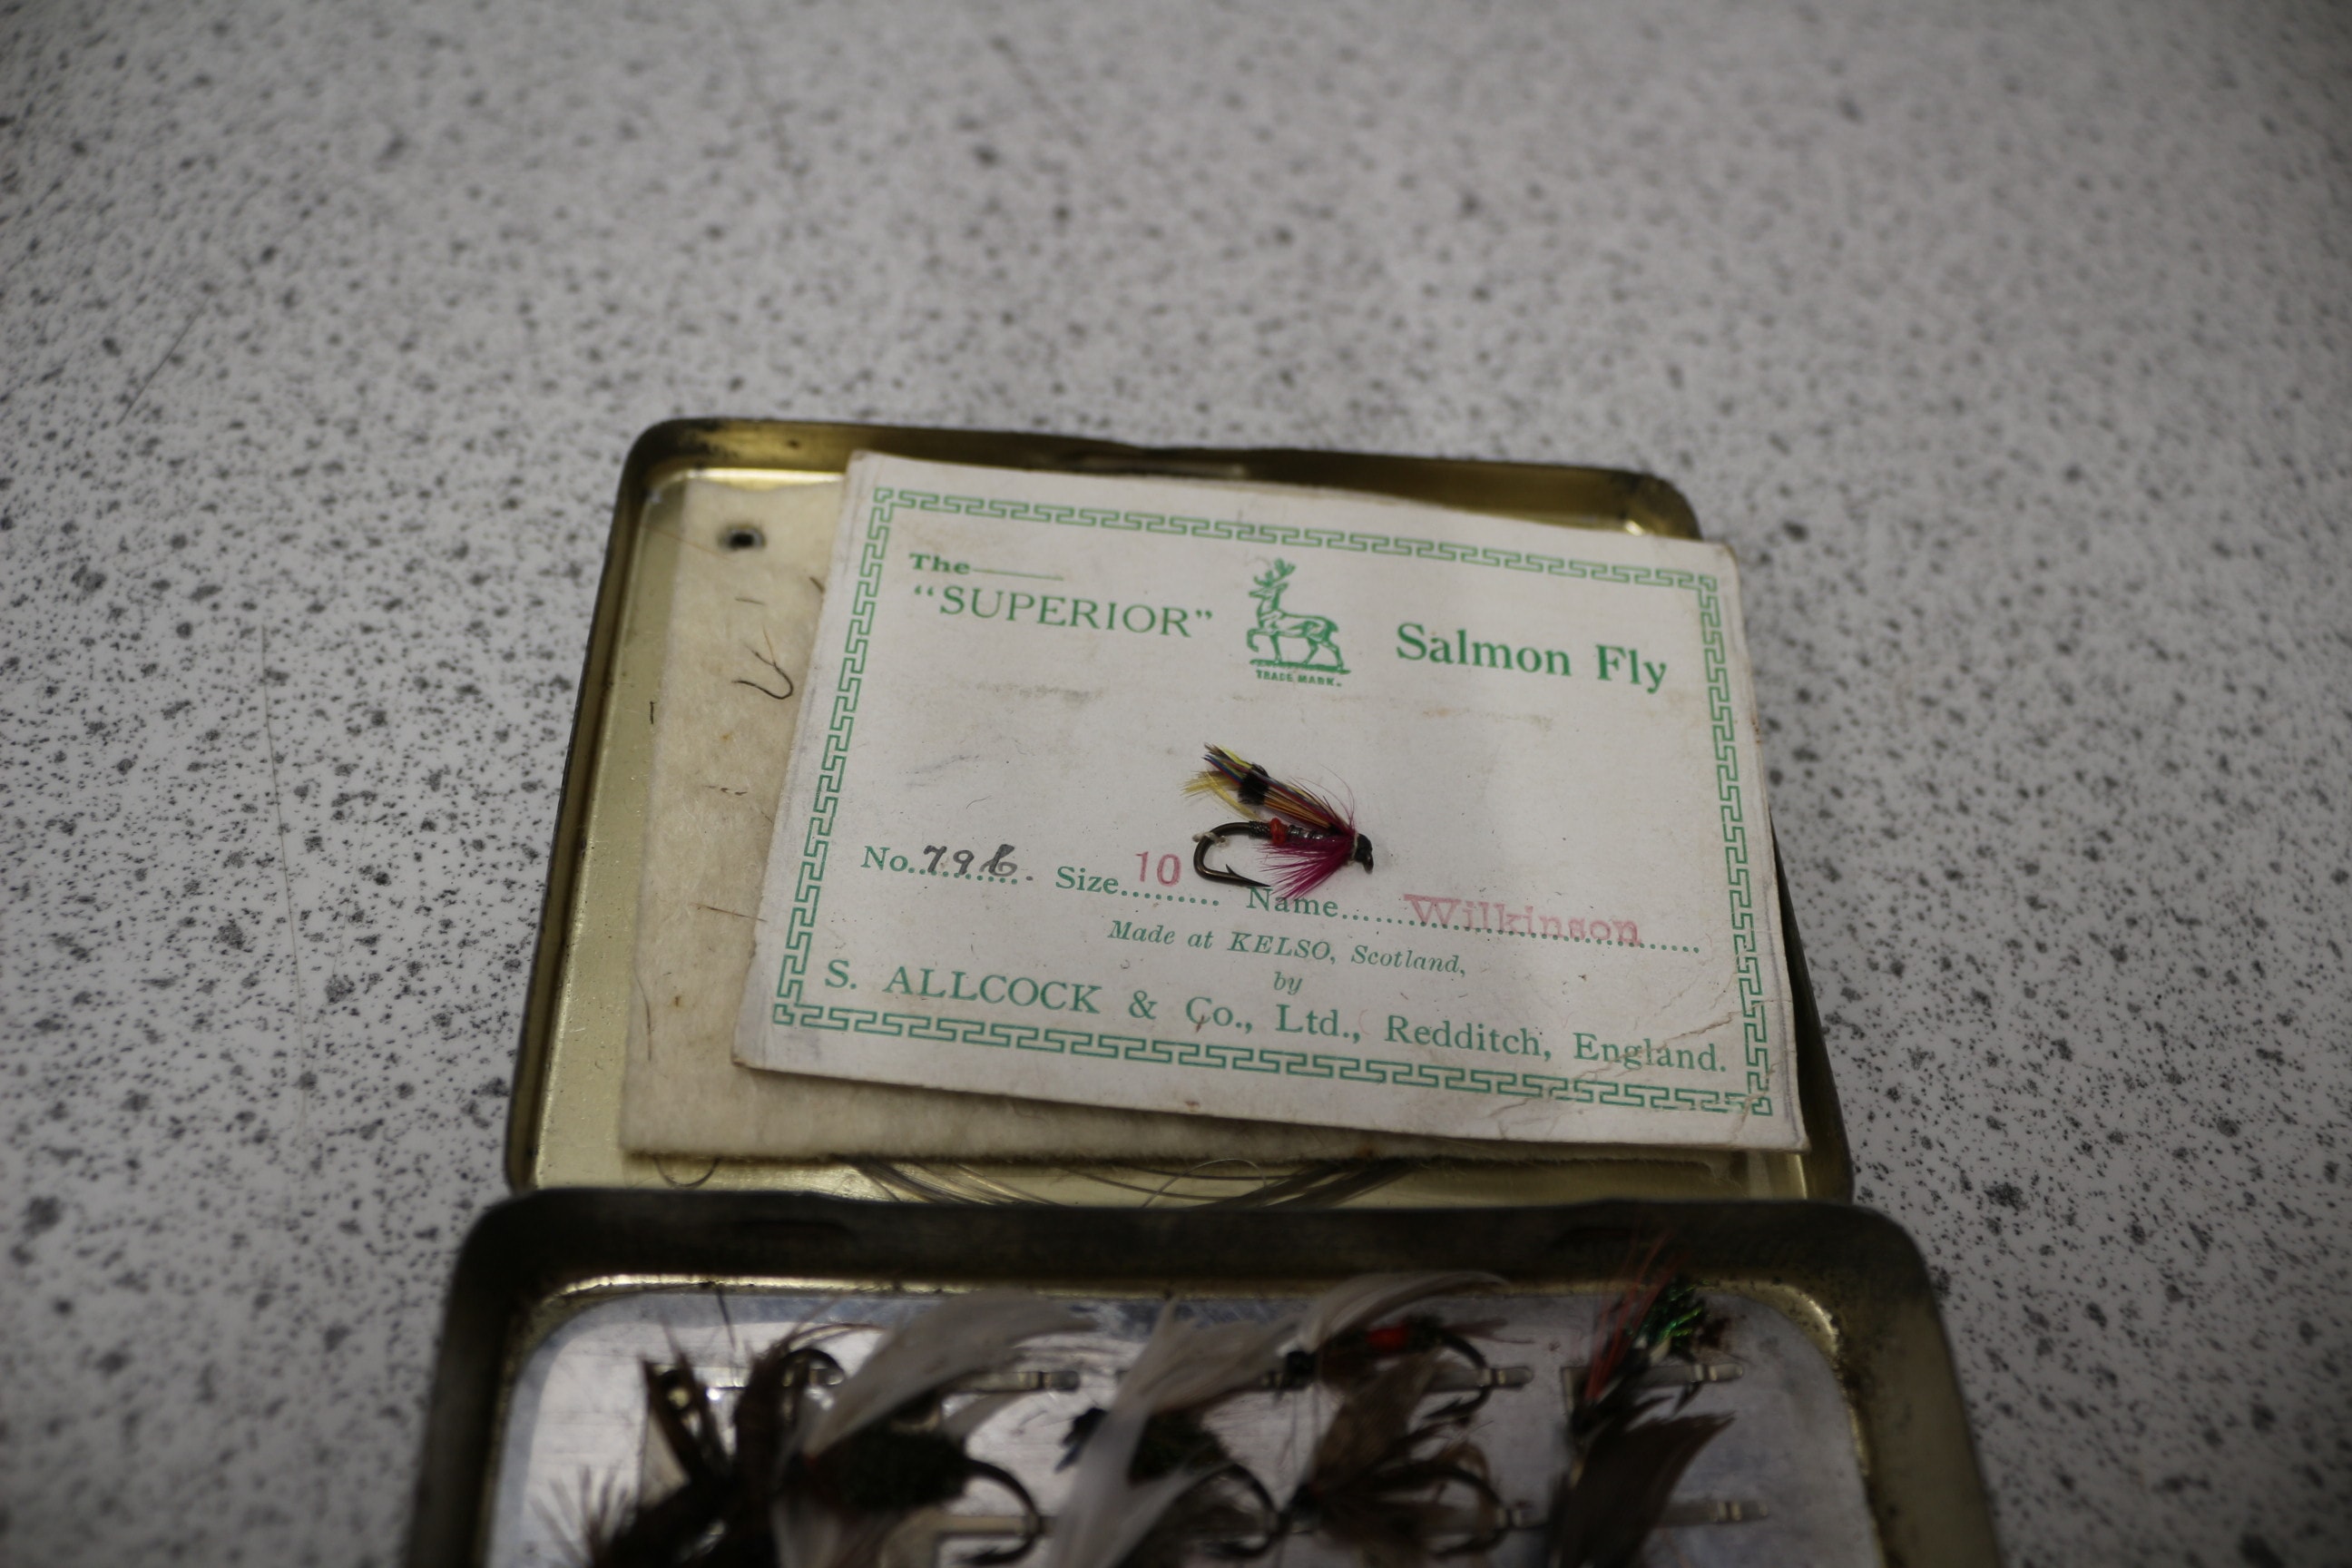 The
“SUPERIOR”
TRADE MARK.
Salmon Fly
No. 796. Size 10 Name Wilkinson
Made at KELSO, Scotland,
by
S. ALLCOCK & Co., Ltd., Redditch, England.